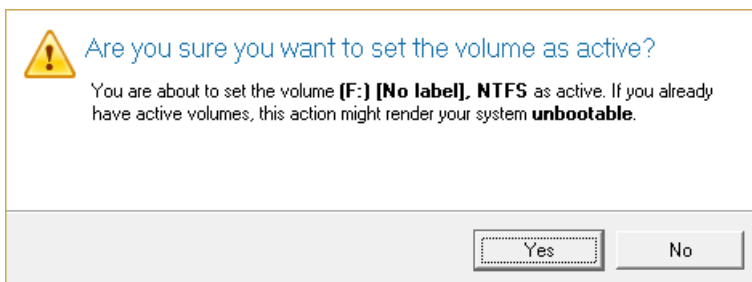 Are you sure you want to set the volume as active?
You are about to set the volume (F:) [No label], NTFS as active. If you already
have active volumes, this action might render your system unbootable.
Yes
No